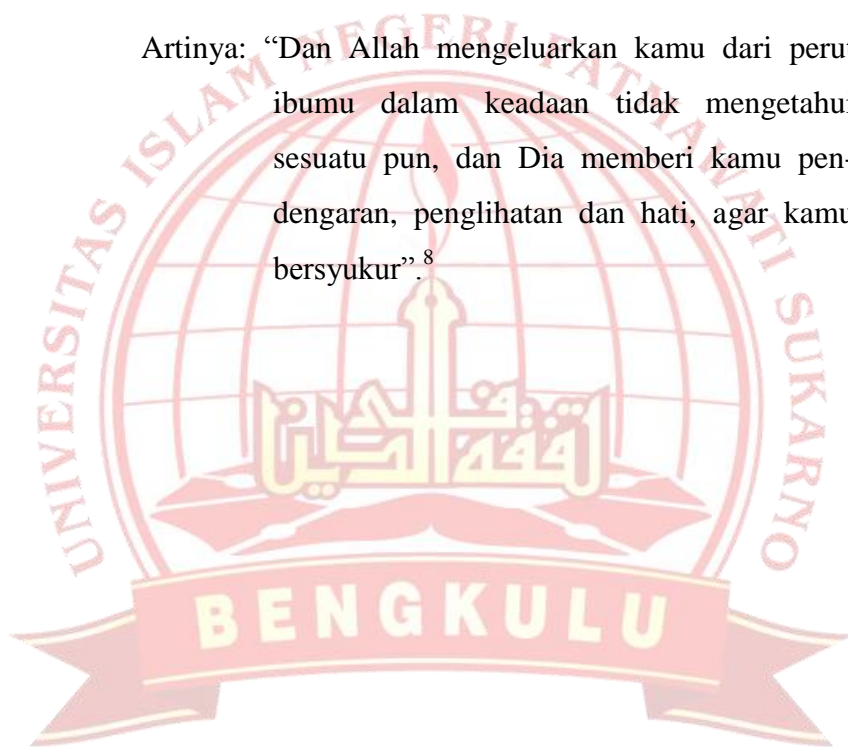 Artinya: “Dan Allah mengeluarkan kamu dari perut
ibumu dalam keadaan tidak mengetahui
sesuatu pun, dan Dia memberi kamu pen-
dengaran, penglihatan dan hati, agar kamu
bersyukur”.⁸
UNIVERSITAS ISLAM NEGERI FATMAWATI SUKARNO
BENGKULU